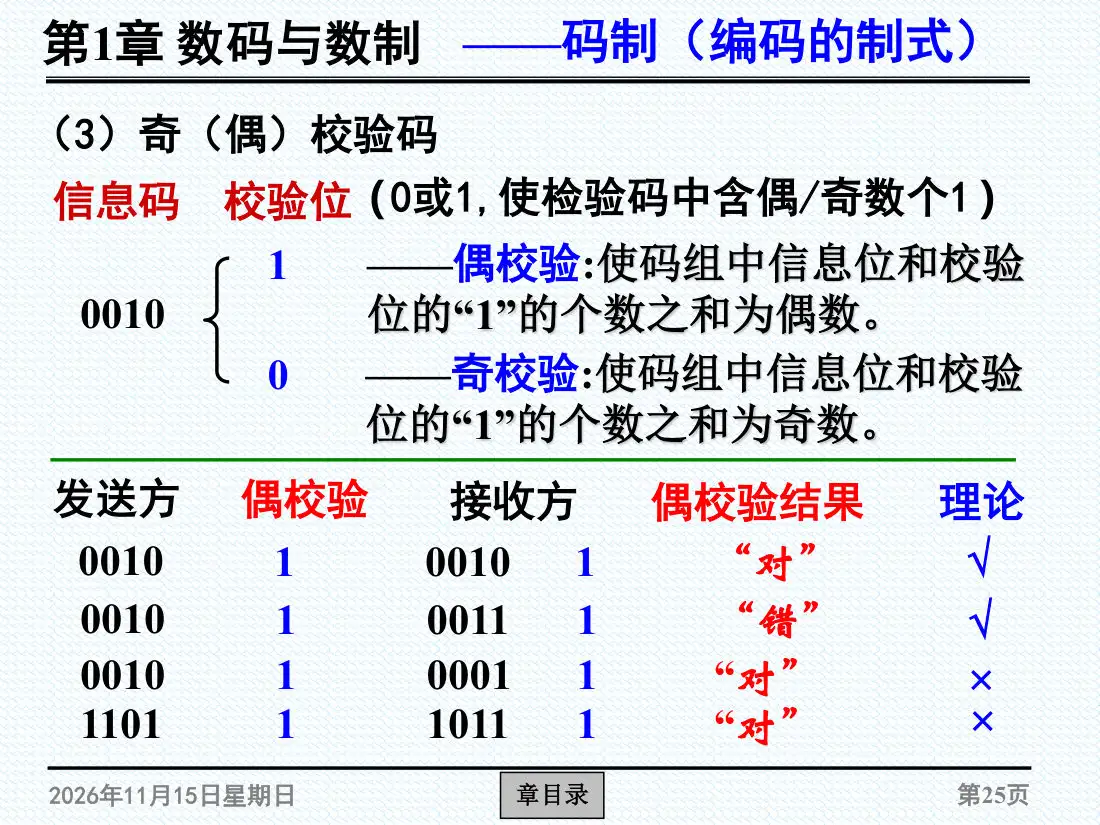 第1章 数码与数制 ——码制（编码的制式）
（3）奇（偶）校验码
信息码 校验位（0或1,使检验码中含偶/奇数个1）
1 ——偶校验:使码组中信息位和校验
0010 位的“1”的个数之和为偶数。
0 ——奇校验:使码组中信息位和校验
位的“1”的个数之和为奇数。
发送方 偶校验 接收方 偶校验结果 理论
0010 1 0010 1 “对” √
0010 1 0011 1 “错” √
0010 1 0001 1 “对” ×
1101 1 1011 1 “对” ×
2026年11月15日星期日 章目录 第25页